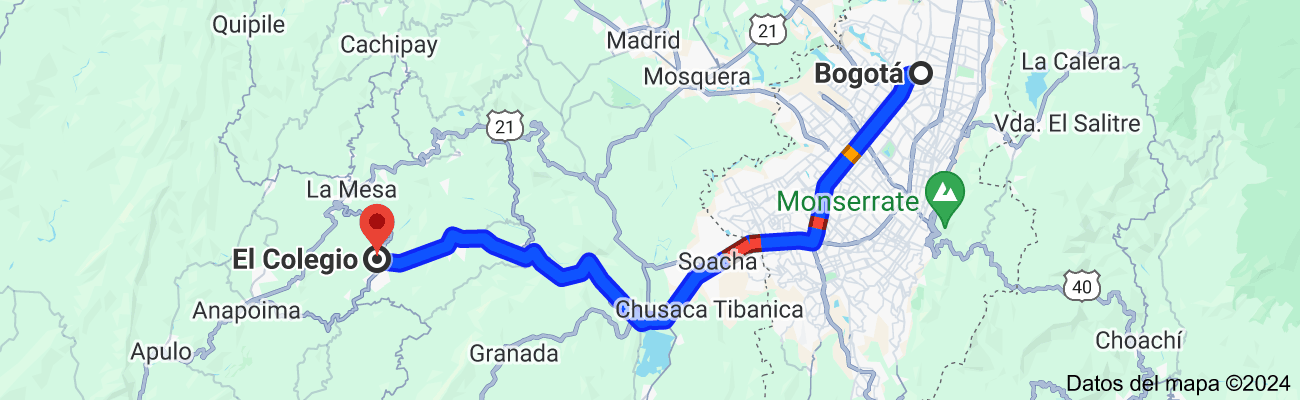 Quipile
Cachipay
Madrid
21
Mosquera
Bogotá
La Calera
21
Vda. El Salitre
La Mesa
Monserrate
El Colegio
Soacha
40
Anapoima
Chusaca Tibanica
Choachí
Apulo
Granada
Datos del mapa ©2024